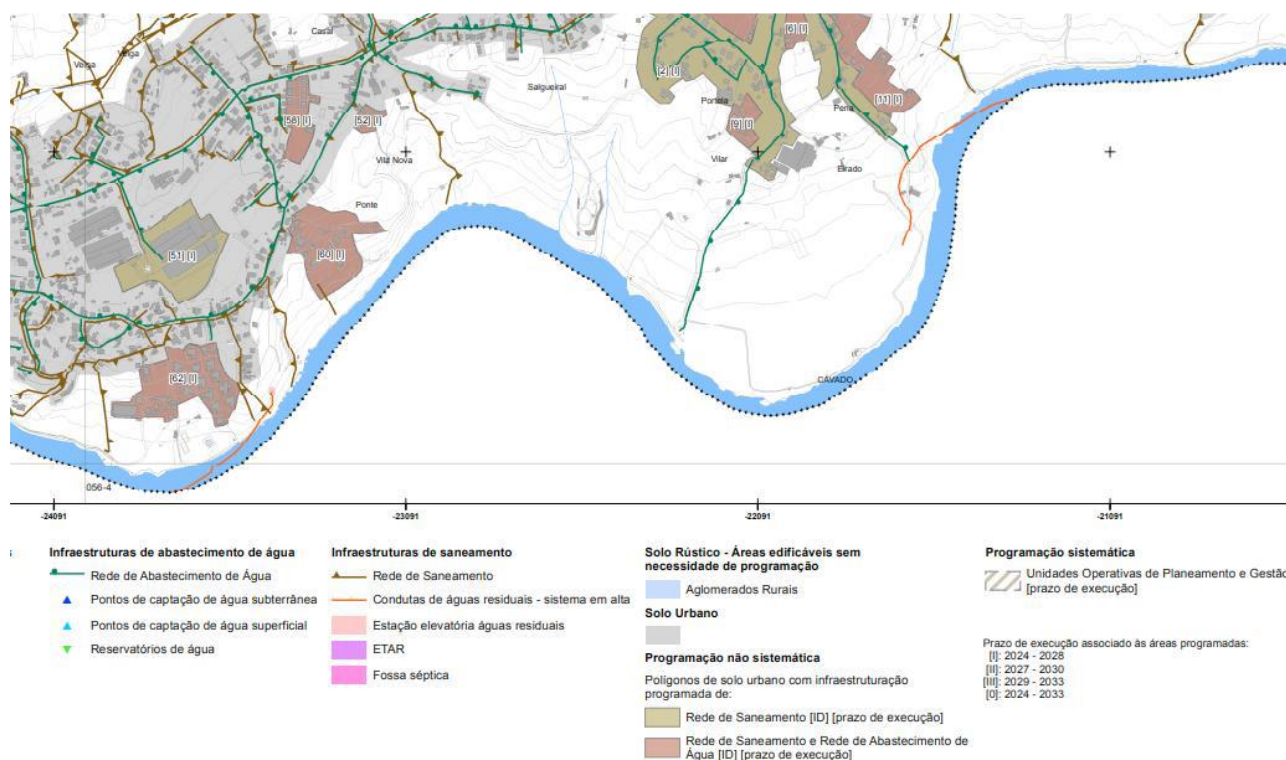 Casal
Veiga
Veiga
[6] [I]
[2] [I]
Salgueiral
Portela
[11] [I]
Pena
[58] [I]
[52] [I]
[9] [I]
Vila Nova
Vilar
Eirado
Ponte
[51] [I]
[60] [I]
[62] [I]
CÁVADO
056-4
-24091
-23091
-22091
-21091
s
Infraestruturas de abastecimento de água
Rede de Abastecimento de Água
Pontos de captação de água subterrânea
Pontos de captação de água superficial
Reservatórios de água
Infraestruturas de saneamento
Rede de Saneamento
Condutas de águas residuais - sistema em alta
Estação elevatória águas residuais
ETAR
Fossa séptica
Solo Rústico - Áreas edificáveis sem
necessidade de programação
Aglomerados Rurais
Solo Urbano
Programação não sistemática
Polígonos de solo urbano com infraestruturação
programada de:
Rede de Saneamento [ID] [prazo de execução]
Rede de Saneamento e Rede de Abastecimento de
Água [ID] [prazo de execução]
Programação sistemática
Unidades Operativas de Planeamento e Gestão
[prazo de execução]
Prazo de execução associado às áreas programadas:
[I]: 2024 - 2028
[II]: 2027 - 2030
[III]: 2029 - 2033
[0]: 2024 - 2033